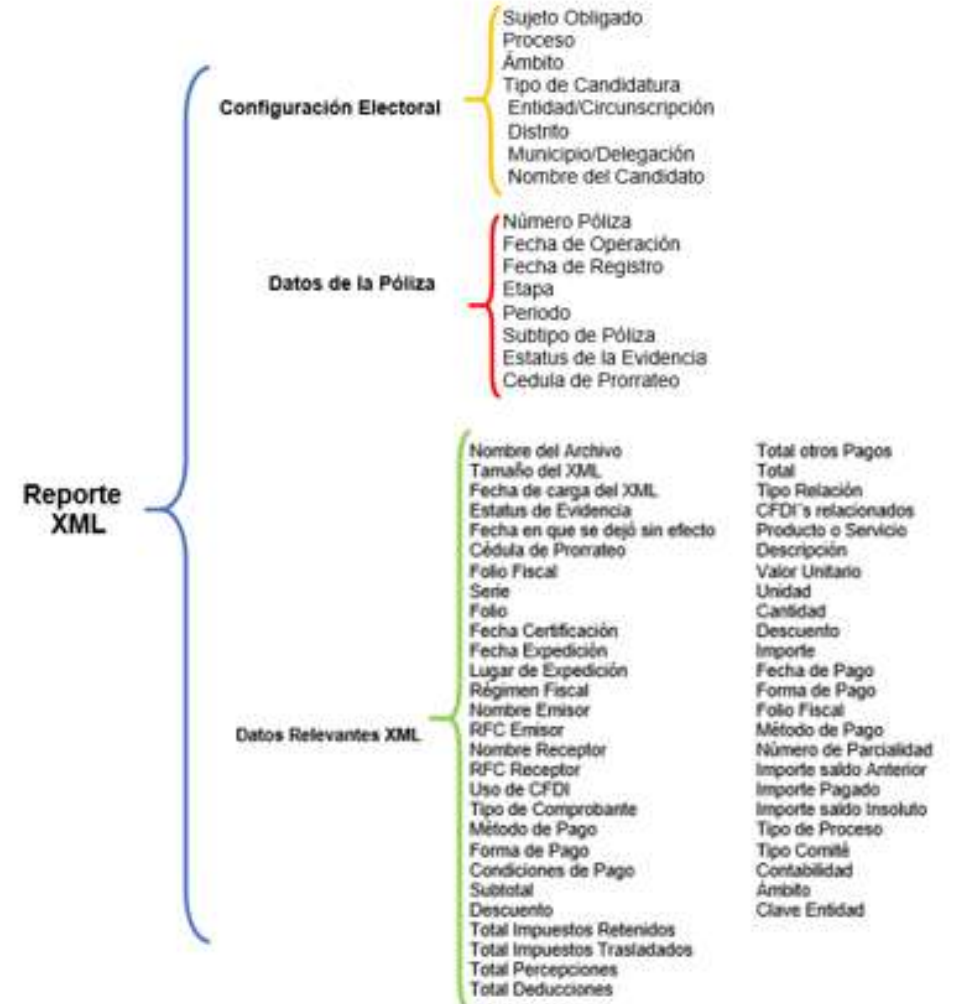 Reporte
XML
Configuración Electoral
Sujeto Obligado
Proceso
Ámbito
Tipo de Candidatura
Entidad/Circunscripción
Distrito
Municipio/Delegación
Nombre del Candidato
Datos de la Póliza
Número Póliza
Fecha de Operación
Fecha de Registro
Etapa
Periodo
Subtipo de Póliza
Estatus de la Evidencia
Cedula de Prorrateo
Datos Relevantes XML
Nombre del Archivo
Tamaño del XML
Fecha de carga del XML
Estatus de Evidencia
Fecha en que se dejó sin efecto
Cédula de Prorrateo
Folio Fiscal
Serie
Folio
Fecha Certificación
Fecha Expedición
Lugar de Expedición
Régimen Fiscal
Nombre Emisor
RFC Emisor
Nombre Receptor
RFC Receptor
Uso de CFDI
Tipo de Comprobante
Método de Pago
Forma de Pago
Condiciones de Pago
Subtotal
Descuento
Total Impuestos Retenidos
Total Impuestos Trasladados
Total Percepciones
Total Deducciones
Total otros Pagos
Total
Tipo Relación
CFDI´s relacionados
Producto o Servicio
Descripción
Valor Unitario
Unidad
Cantidad
Descuento
Importe
Fecha de Pago
Forma de Pago
Folio Fiscal
Método de Pago
Número de Parcialidad
Importe saldo Anterior
Importe Pagado
Importe saldo Insoluto
Tipo de Proceso
Tipo Comité
Contabilidad
Ámbito
Clave Entidad